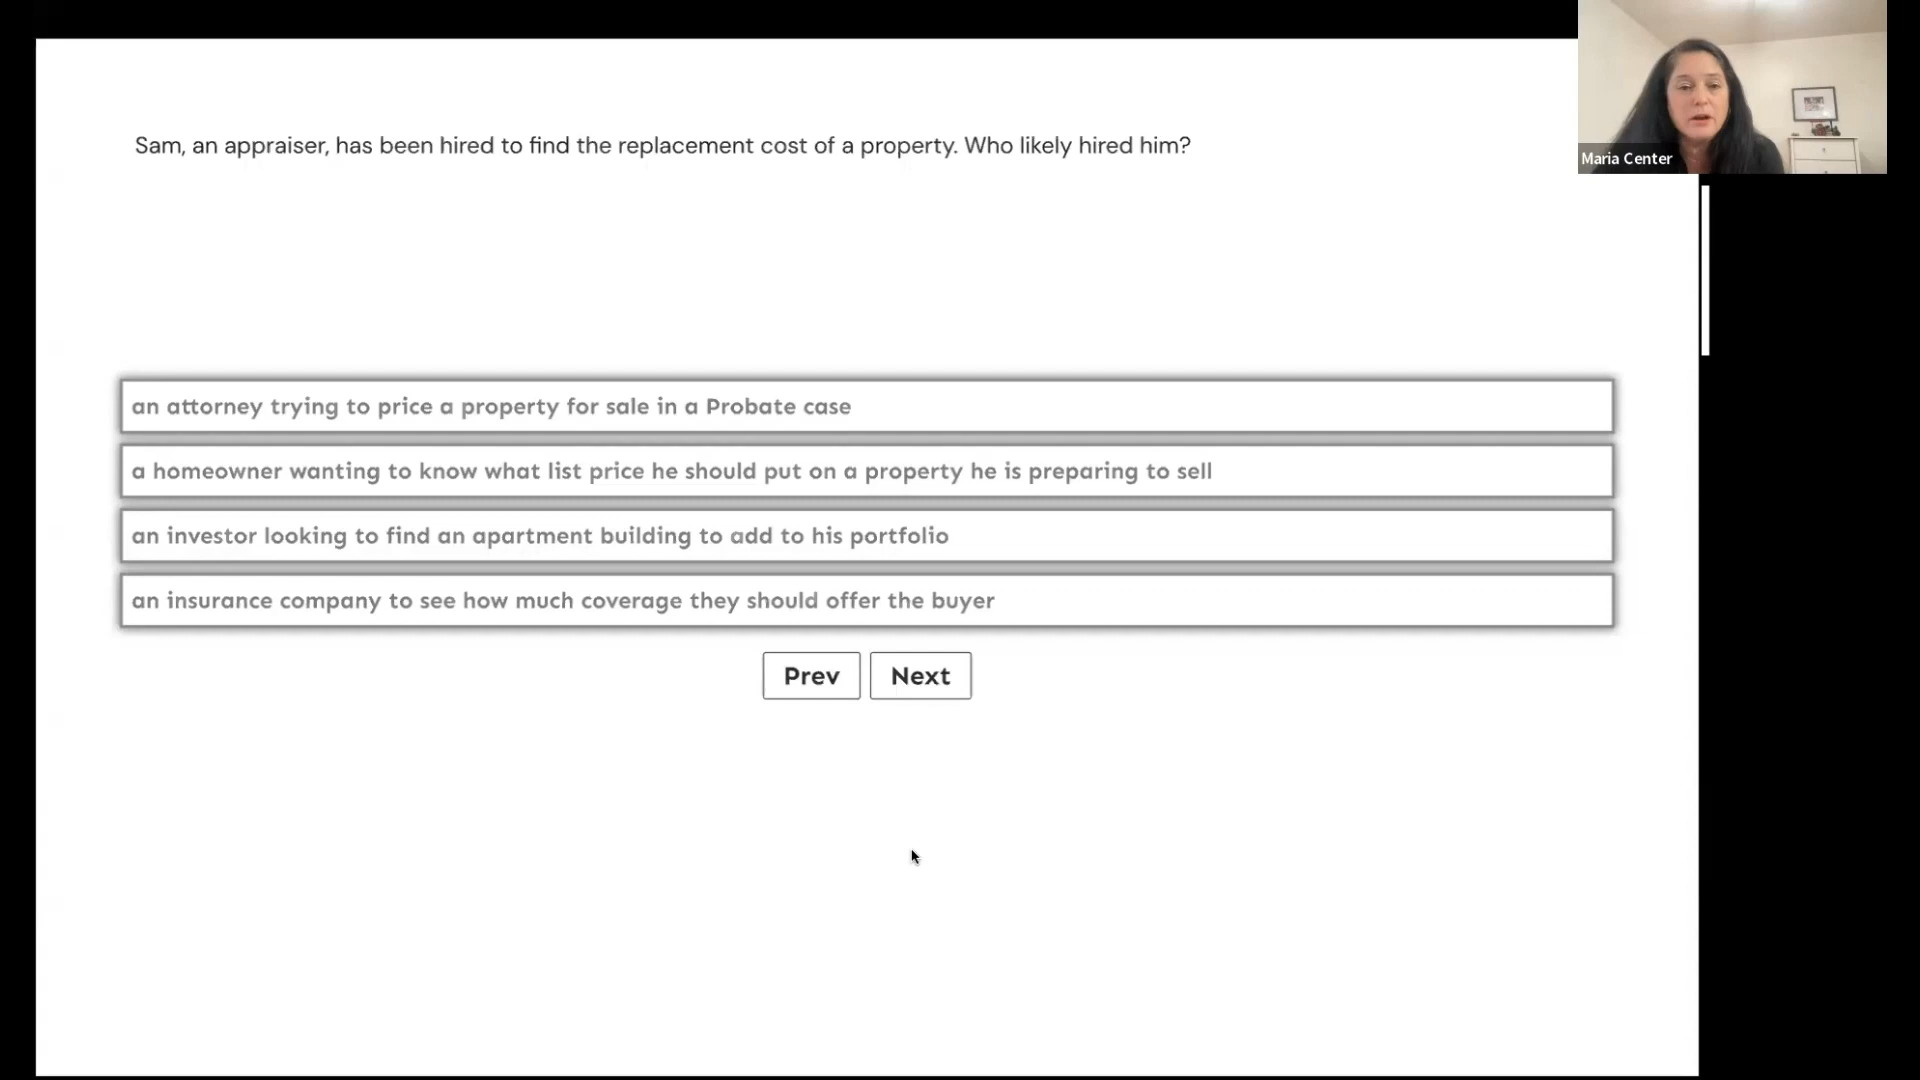 Sam, an appraiser, has been hired to find the replacement cost of a property. Who likely hired him?
Maria Center
an attorney trying to price a property for sale in a Probate case
a homeowner wanting to know what list price he should put on a property he is preparing to sell
an investor looking to find an apartment building to add to his portfolio
an insurance company to see how much coverage they should offer the buyer
Prev
Next